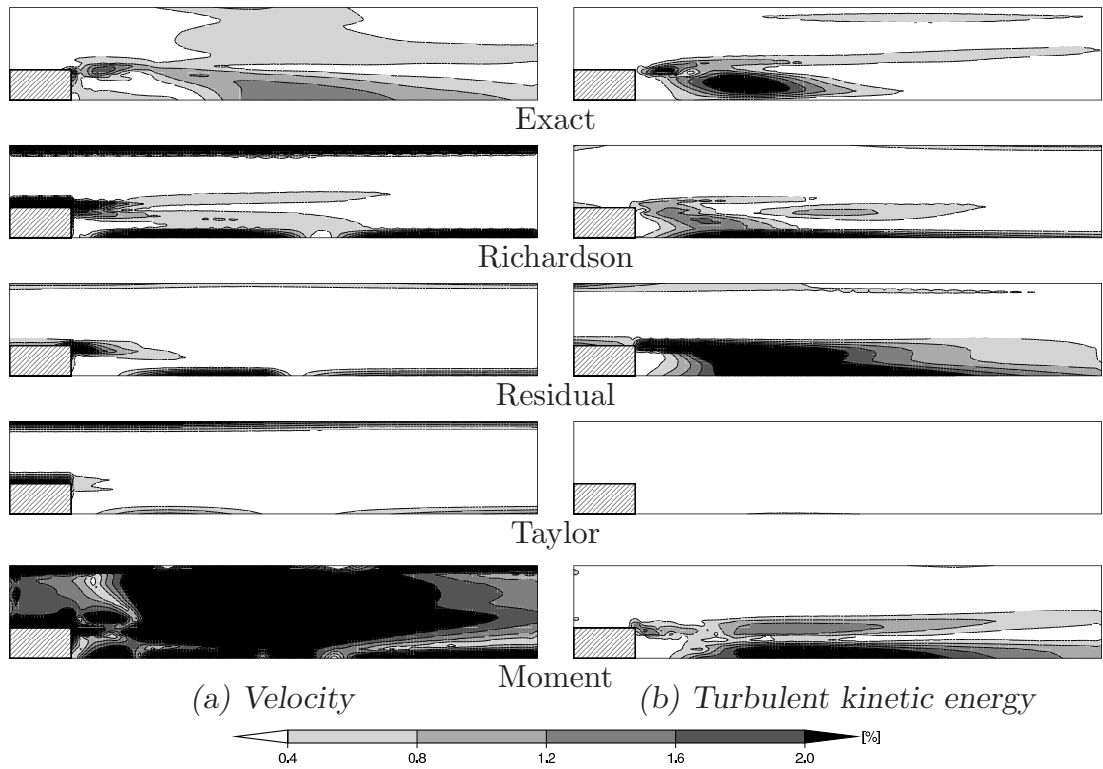 Exact
Richardson
Residual
Taylor
Moment
(a) Velocity
(b) Turbulent kinetic energy
[%]
0.4 0.8 1.2 1.6 2.0